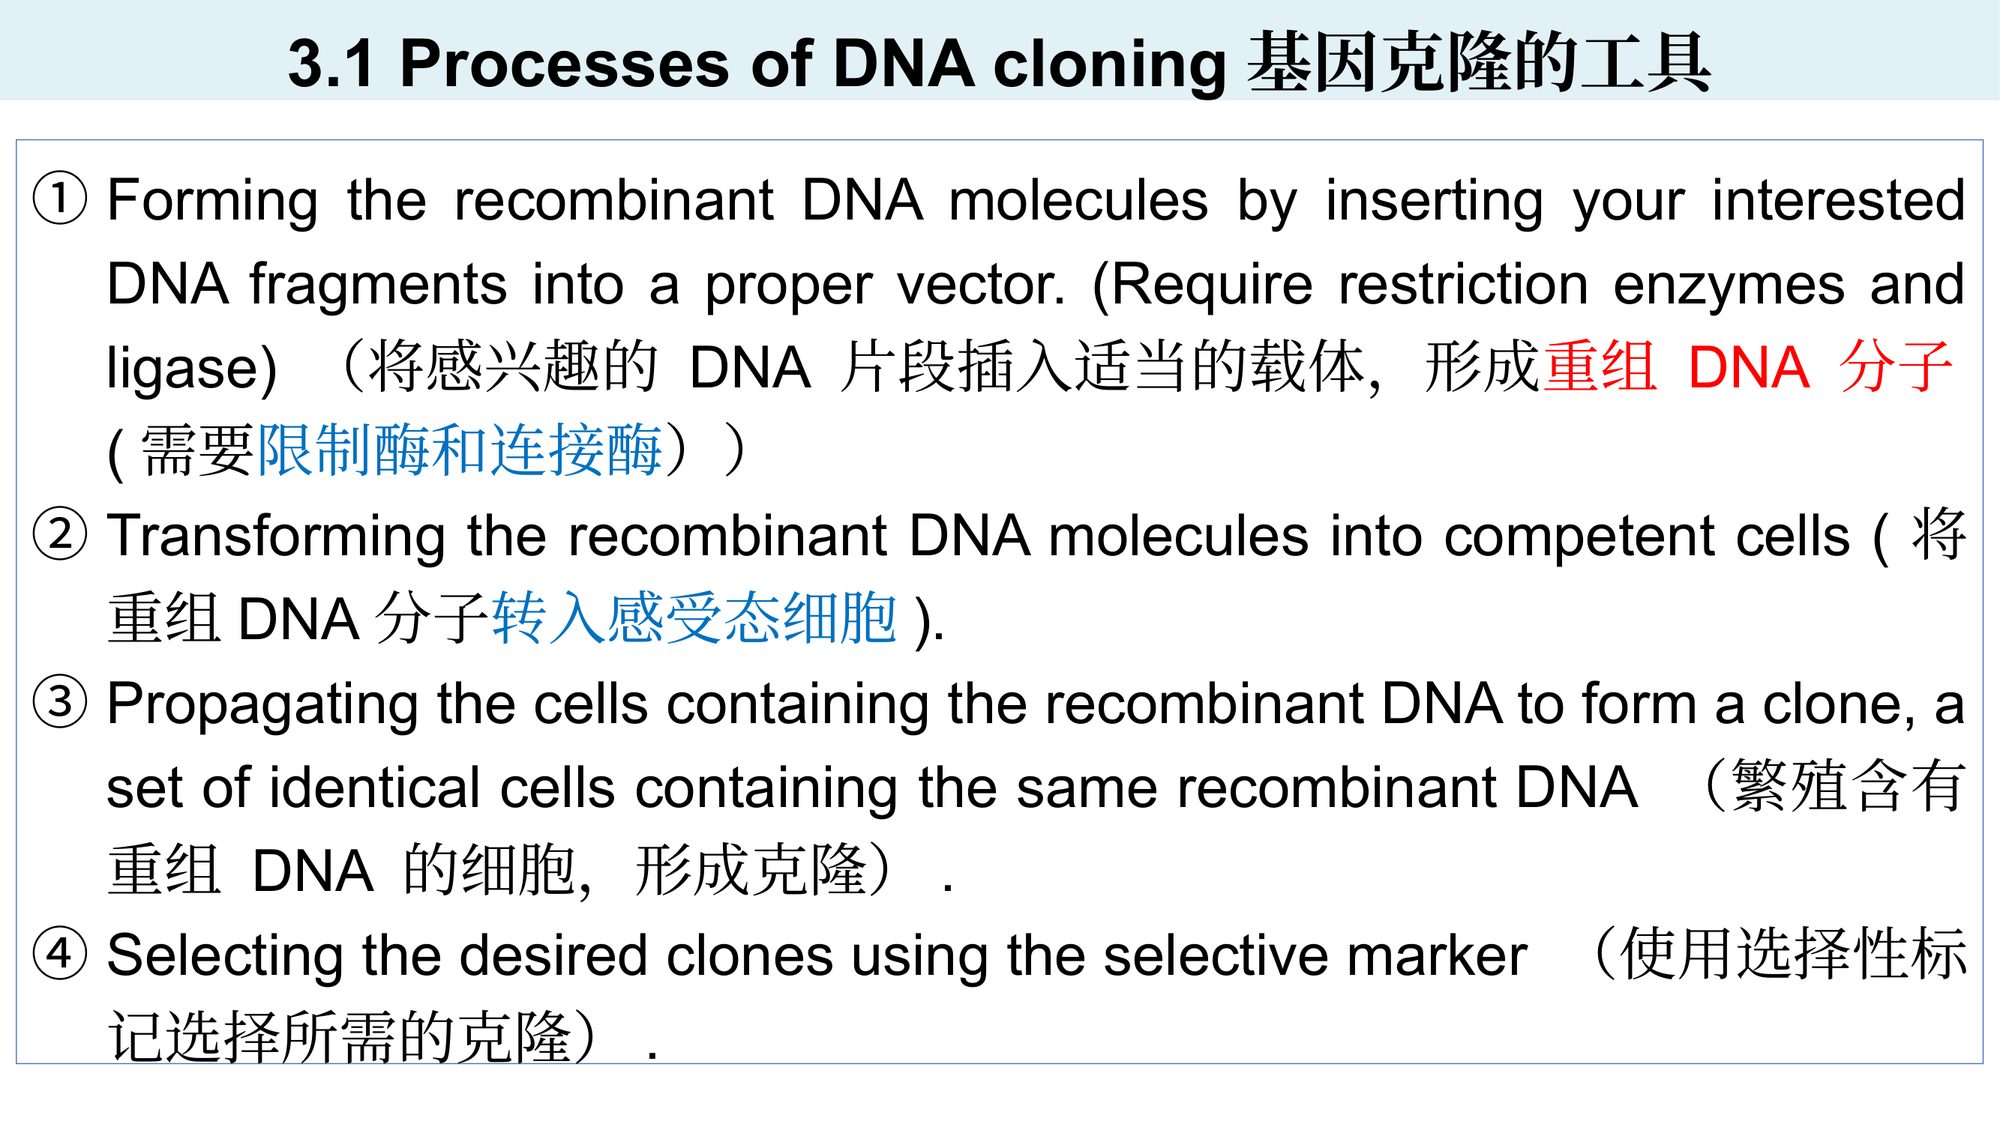 3.1 Processes of DNA cloning 基因克隆的工具
① Forming the recombinant DNA molecules by inserting your interested
DNA fragments into a proper vector. (Require restriction enzymes and
ligase) （将感兴趣的 DNA 片段插入适当的载体，形成重组 DNA 分子
( 需要限制酶和连接酶））
② Transforming the recombinant DNA molecules into competent cells ( 将
重组 DNA 分子转入感受态细胞 ).
③ Propagating the cells containing the recombinant DNA to form a clone, a
set of identical cells containing the same recombinant DNA （繁殖含有
重组 DNA 的细胞，形成克隆） .
④ Selecting the desired clones using the selective marker （使用选择性标
记选择所需的克隆） .